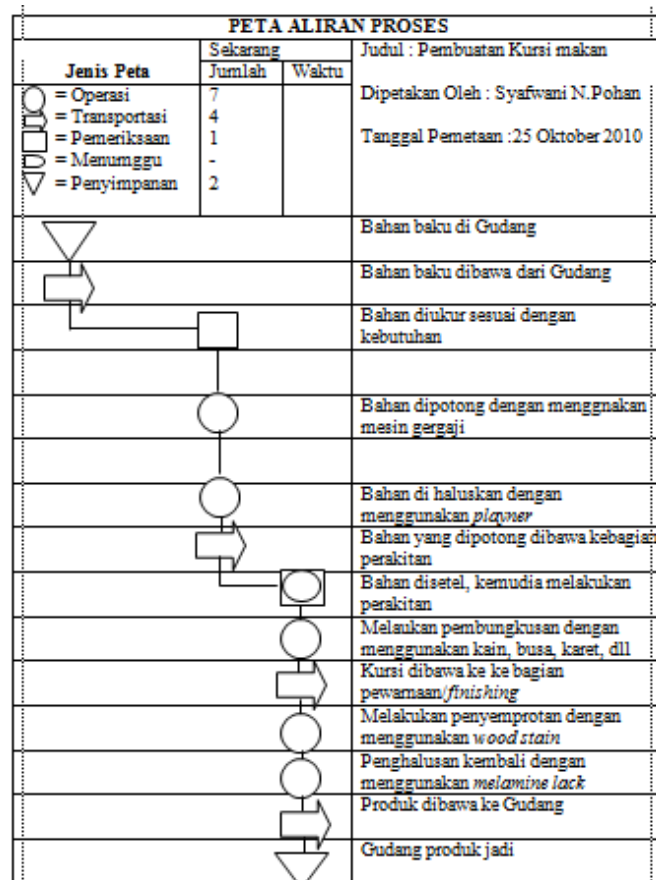 PETA ALIRAN PROSES
Jenis Peta
Sekarang
Jumlah Waktu
Judul : Pembuatan Kursi makan
= Operasi 7
Dipetakan Oleh : Syafwani N.Pohan
= Transportasi 4
= Pemeriksaan 1
Tanggal Pemetaan :25 Oktober 2010
= Menumggu -
= Penyimpanan 2
Bahan baku di Gudang
Bahan baku dibawa dari Gudang
Bahan diukur sesuai dengan
kebutuhan
Bahan dipotong dengan menggnakan
mesin gergaji
Bahan di haluskan dengan
menggunakan playner
Bahan yang dipotong dibawa kebagian
perakitan
Bahan disetel, kemudia melakukan
perakitan
Melaukan pembungkusan dengan
menggunakan kain, busa, karet, dll
Kursi dibawa ke ke bagian
pewarnaan/finishing
Melakukan penyemprotan dengan
menggunakan wood stain
Penghalusan kembali dengan
menggunakan melamine lack
Produk dibawa ke Gudang
Gudang produk jadi